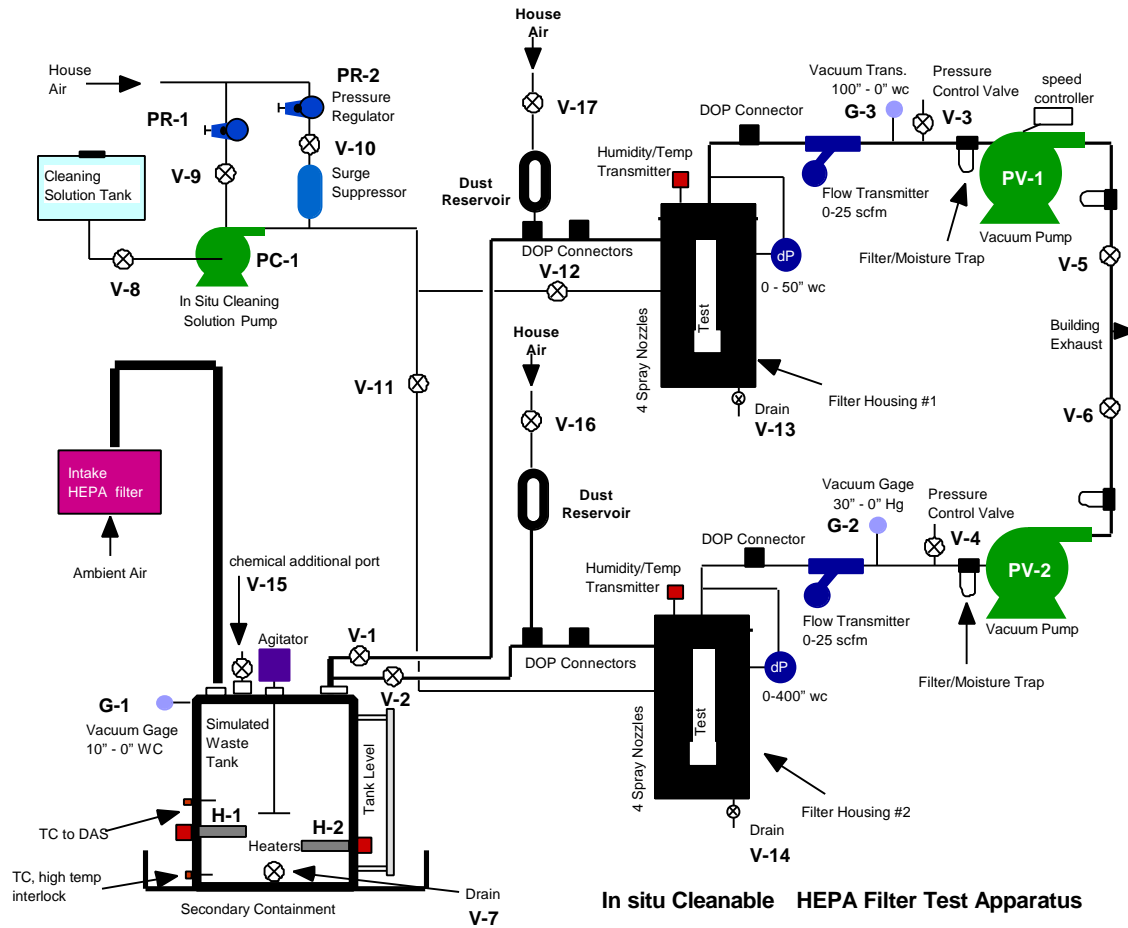 House
Air
PR-2
Pressure
Regulator
PR-1
V-10
Surge
Suppressor
V-9
Cleaning
Solution Tank
V-8
PC-1
In Situ Cleaning
Solution Pump
House
Air
V-17
Dust
Reservoir
DOP Connectors
V-12
Humidity/Temp
Transmitter
DOP Connector
Vacuum Trans.
100" - 0" wc
G-3
Pressure
Control Valve
V-3
speed
controller
PV-1
Vacuum Pump
Flow Transmitter
0-25 scfm
Filter/Moisture Trap
dP
0 - 50" wc
Test
4 Spray Nozzles
Filter Housing #1
Drain
V-13
V-5
Building
Exhaust
V-6
V-11
House
Air
V-16
Dust
Reservoir
Intake
HEPA filter
Ambient Air
chemical additional port
V-15
Agitator
V-1
V-2
DOP Connectors
Humidity/Temp
Transmitter
DOP Connector
Vacuum Gage
30" - 0" Hg
G-2
Pressure
Control Valve
V-4
PV-2
Vacuum Pump
Flow Transmitter
0-25 scfm
Filter/Moisture Trap
dP
0-400" wc
Test
4 Spray Nozzles
Filter Housing #2
Drain
V-14
G-1
Vacuum Gage
10" - 0" WC
Simulated
Waste
Tank
Tank Level
H-1
H-2
Heaters
TC to DAS
TC, high temp
interlock
Secondary Containment
Drain
V-7
In situ Cleanable HEPA Filter Test Apparatus